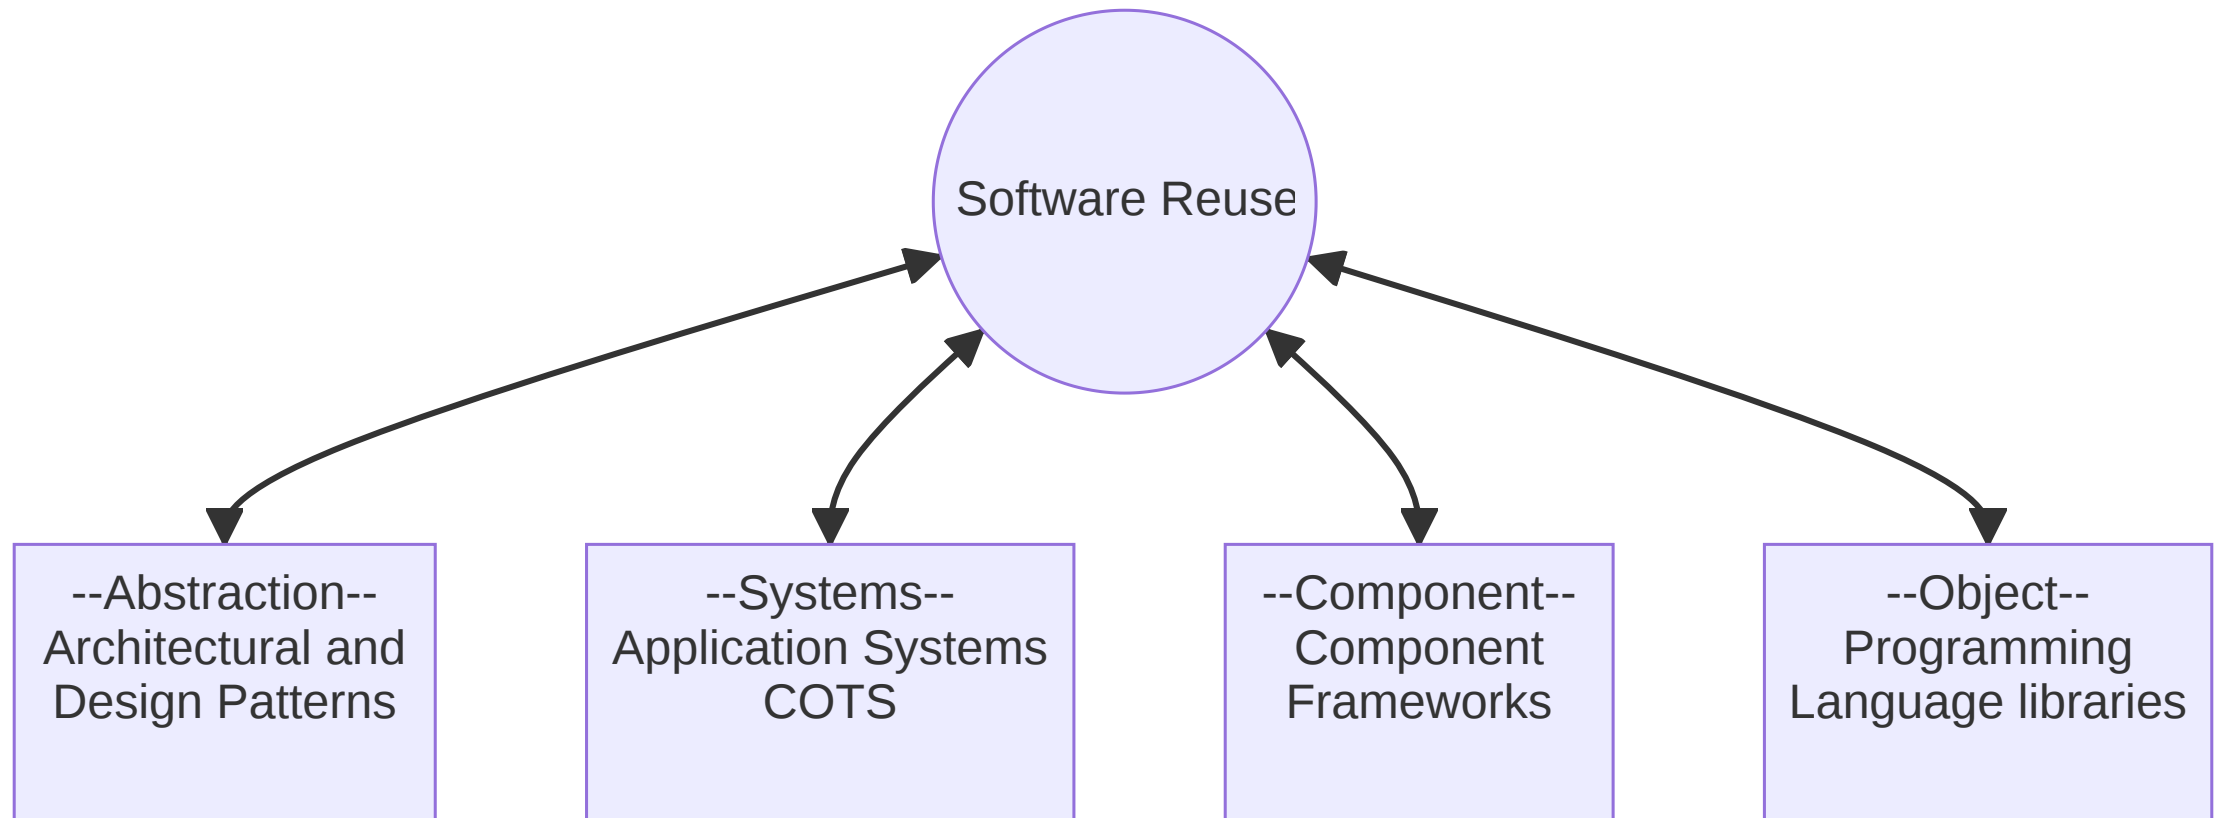 Software Reuse
--Abstraction--
Architectural and
Design Patterns
--Systems--
Application Systems
COTS
--Component--
Component
Frameworks
--Object--
Programming
Language libraries